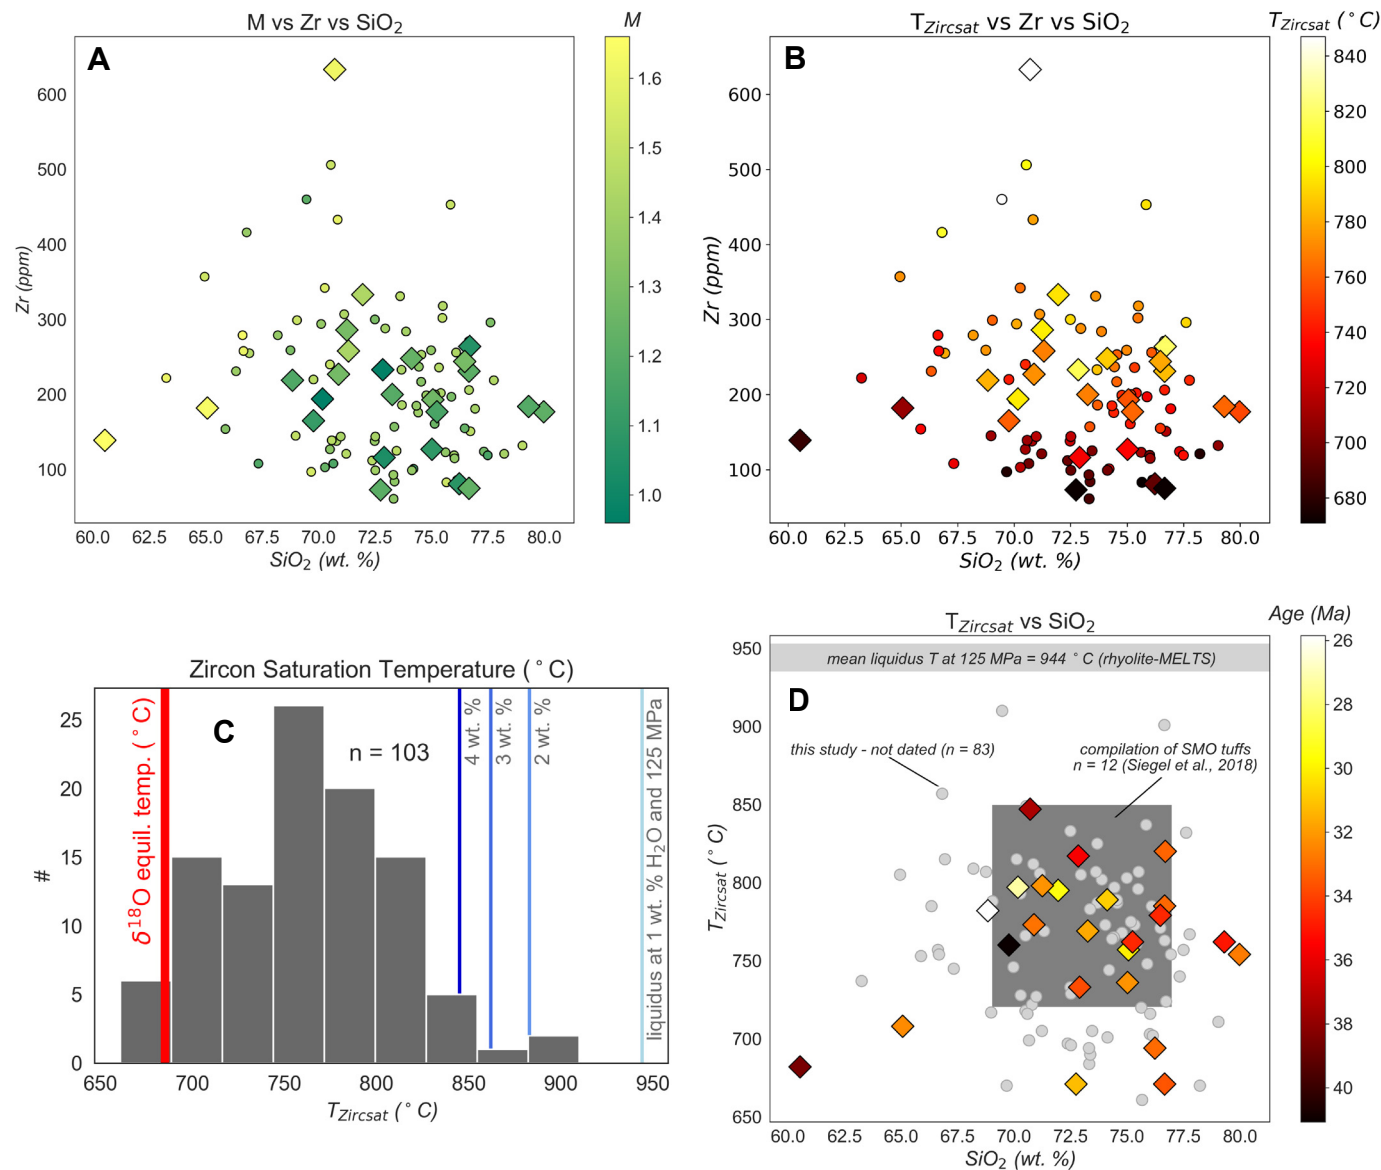 M vs Zr vs SiO2
M
A
600
500
400
300
200
100
Zr (ppm)
60.0 62.5 65.0 67.5 70.0 72.5 75.0 77.5 80.0
SiO2 (wt. %)
1.6
1.5
1.4
1.3
1.2
1.1
1.0
TZircsat vs Zr vs SiO2
TZircsat (°C)
B
600
500
400
300
200
100
Zr (ppm)
60.0 62.5 65.0 67.5 70.0 72.5 75.0 77.5 80.0
SiO2 (wt. %)
840
820
800
780
760
740
720
700
680
Zircon Saturation Temperature (°C)
C
n = 103
δ18O equil. temp. (°C)
4 wt. %
3 wt. %
2 wt. %
liquidus at 1 wt. % H2O and 125 MPa
25
20
15
10
5
0
#
650 700 750 800 850 900 950
TZircsat (°C)
TZircsat vs SiO2
Age (Ma)
mean liquidus T at 125 MPa = 944 °C (rhyolite-MELTS)
D
this study - not dated (n = 83)
compilation of SMO tuffs
n = 12 (Siegel et al., 2018)
950
900
850
800
750
700
650
TZircsat (°C)
60.0 62.5 65.0 67.5 70.0 72.5 75.0 77.5 80.0
SiO2 (wt. %)
26
28
30
32
34
36
38
40